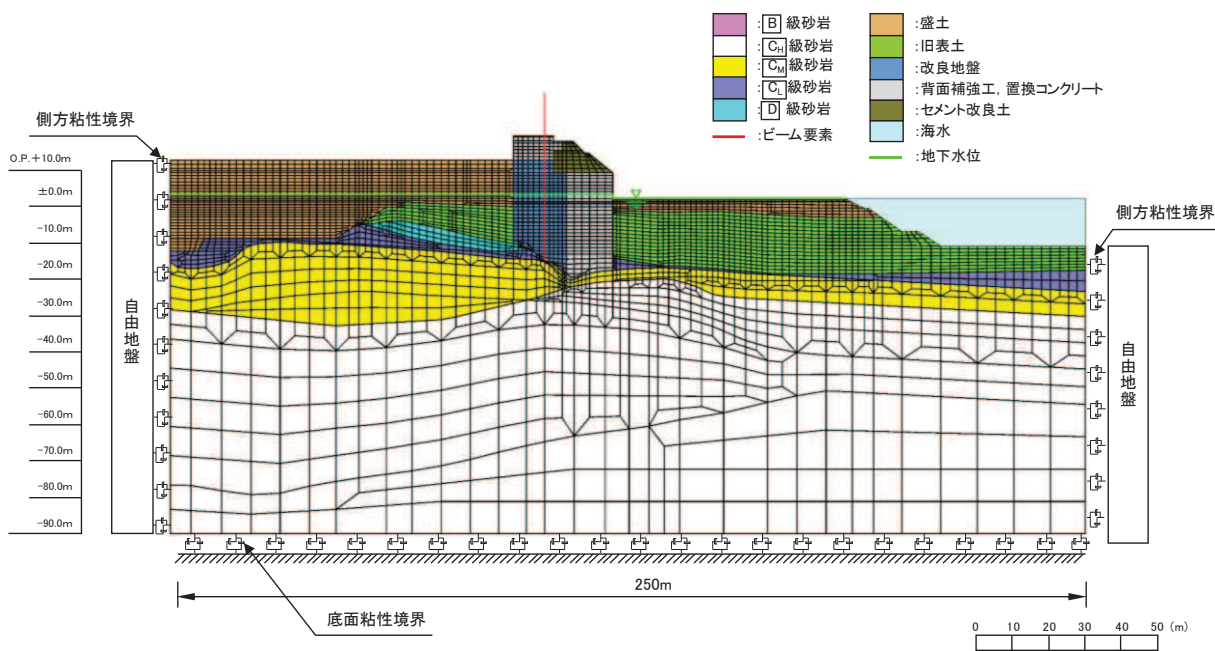 :B 級砂岩
:CH 級砂岩
:CM 級砂岩
:CL 級砂岩
:D 級砂岩
:ビーム要素
:盛土
:旧表土
:改良地盤
:背面補強工, 置換コンクリート
:セメント改良土
:海水
:地下水位
側方粘性境界
O.P.+10.0m
±0.0m
-10.0m
-20.0m
-30.0m
-40.0m
-50.0m
-60.0m
-70.0m
-80.0m
-90.0m
自由地盤
側方粘性境界
自由地盤
250m
底面粘性境界
0 10 20 30 40 50 (m)